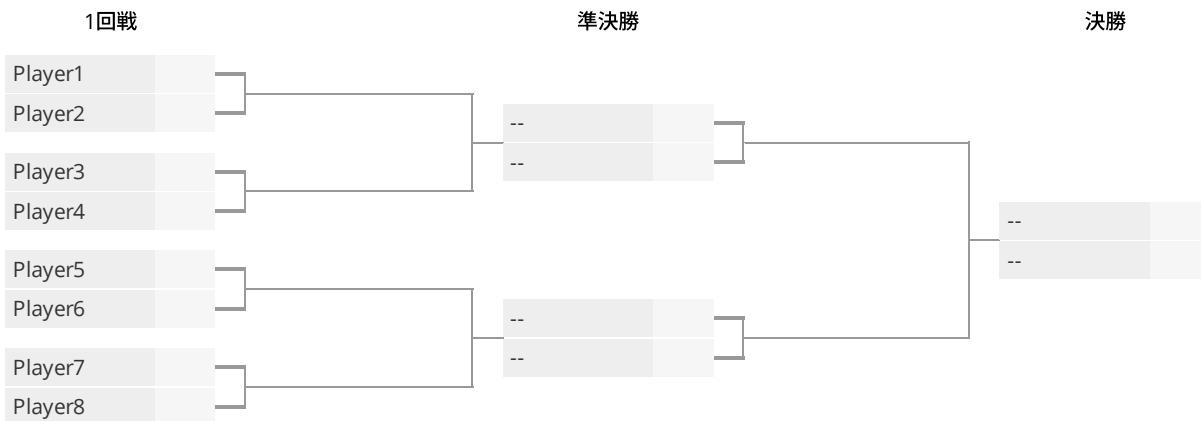 1回戦
準決勝
決勝
Player1
Player2
Player3
Player4
Player5
Player6
Player7
Player8
--
--
--
--
--
--